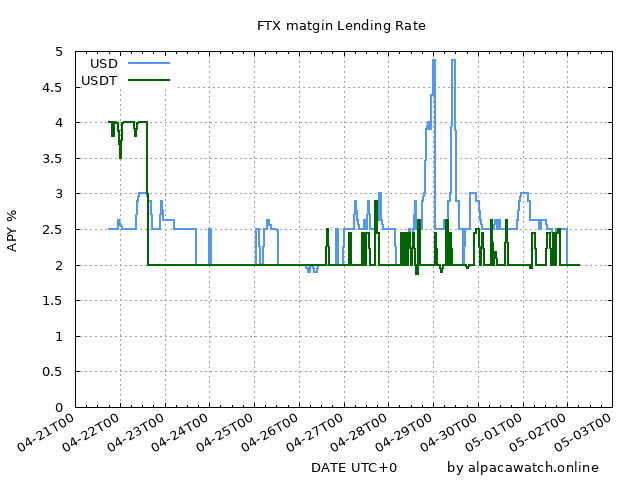 FTX matgin Lending Rate
USD
USDT
5
4.5
4
3.5
3
2.5
2
1.5
1
0.5
0
APY %
04-21T00
04-22T00
04-23T00
04-24T00
04-25T00
04-26T00
04-27T00
04-28T00
04-29T00
04-30T00
05-01T00
05-02T00
05-03T00
DATE UTC+0
by alpacawatch.online